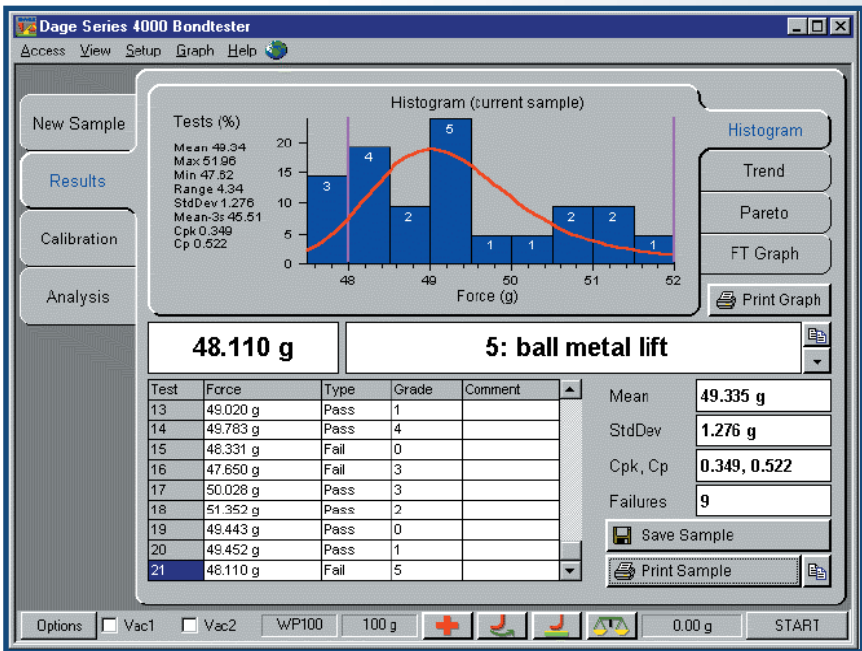 Dage Series 4000 Bondtester
Access View Setup Graph Help
New Sample
Results
Calibration
Analysis
Histogram (current sample)
Tests (%)
Mean 49.34
Max 51.96
Min 47.62
Range 4.34
StdDev 1.276
Mean-3s 45.51
Cpk 0.349
Cp 0.522
20
15
10
5
0
3 4 2 5 1 1 2 2 1
48 49 50 51 52
Force (g)
Histogram
Trend
Pareto
FT Graph
Print Graph
48.110 g 5: ball metal lift
Test Force Type Grade Comment
13 49.020 g Pass 1
14 49.783 g Pass 4
15 48.331 g Fail 0
16 47.650 g Fail 3
17 50.028 g Pass 3
18 51.352 g Pass 2
19 49.443 g Pass 0
20 49.452 g Pass 1
21 48.110 g Fail 5
Mean 49.335 g
StdDev 1.276 g
Cpk, Cp 0.349, 0.522
Failures 9
Save Sample
Print Sample
Options Vac1 Vac2 WP100 100 g 0.00 g START